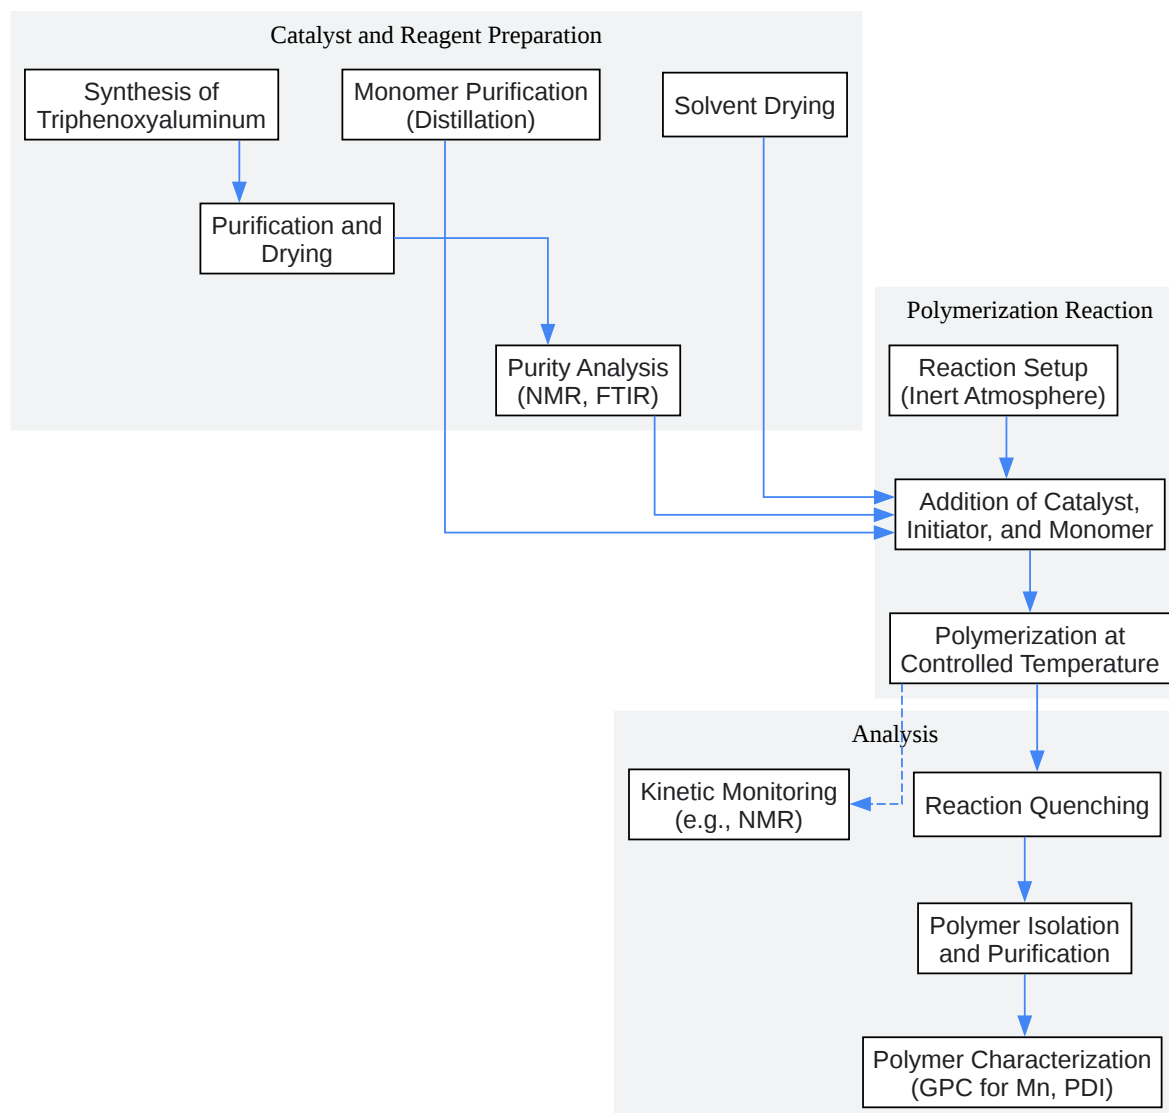 Catalyst and Reagent Preparation
Synthesis of
Triphenoxyaluminum
Monomer Purification
(Distillation)
Solvent Drying
Purification and
Drying
Purity Analysis
(NMR, FTIR)
Polymerization Reaction
Reaction Setup
(Inert Atmosphere)
Addition of Catalyst,
Initiator, and Monomer
Polymerization at
Controlled Temperature
Analysis
Kinetic Monitoring
(e.g., NMR)
Reaction Quenching
Polymer Isolation
and Purification
Polymer Characterization
(GPC for Mn, PDI)